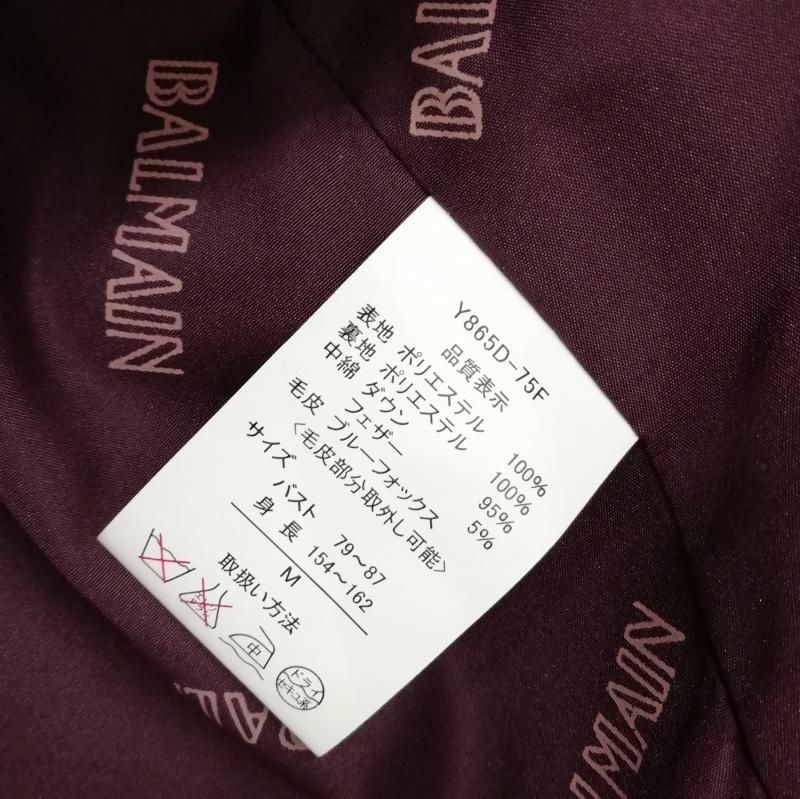 BALMAIN
BAL
Y865D-75F
品質表示
表地 ポリエステル 100%
裏地 ポリエステル 100%
中綿 ダウン 95%
フェザー 5%
毛皮 ブルーフォックス
〈毛皮部分取外し可能〉
サイズ
バスト 79～87
身長 154～162
M
取扱い方法
中
ドライ
セキユ系
BAL
MAIN